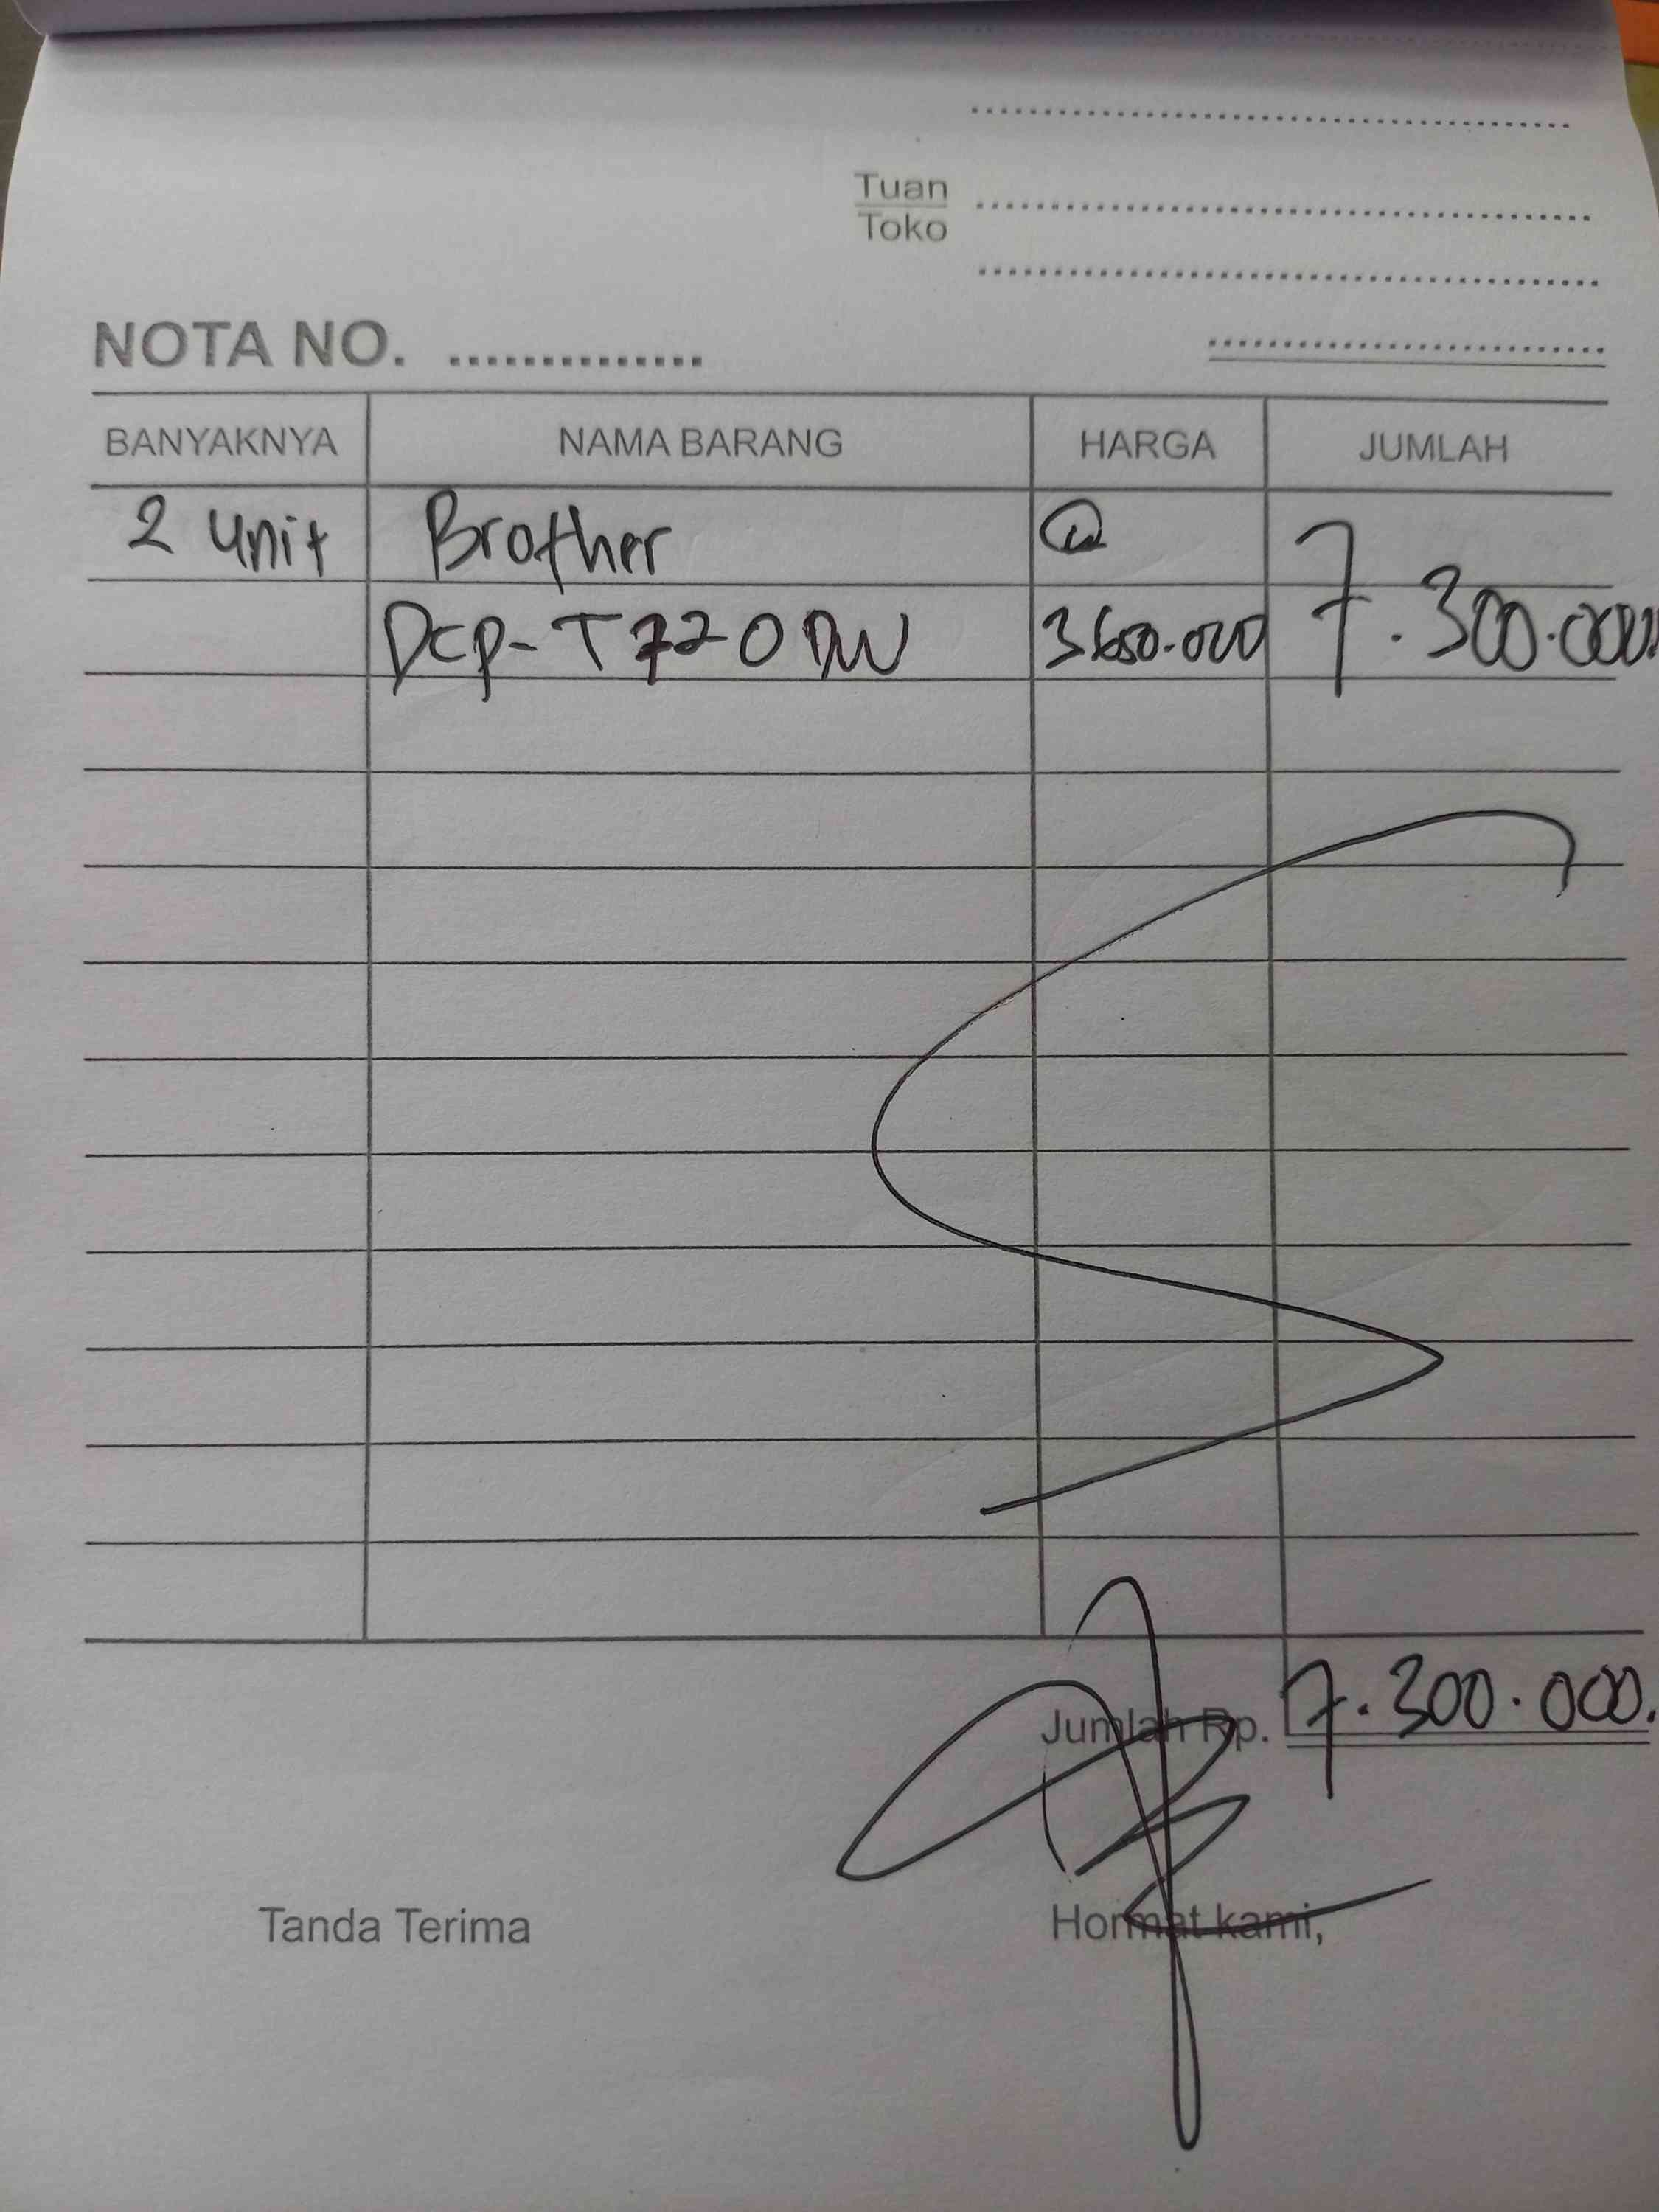 Tuan
Toko
NOTA NO. ..............
BANYAKNYA NAMA BARANG HARGA JUMLAH
2 Unit Brother @
DCP-T720DW 3650.000 7.300.000
Jumlah Rp. 7.300.000.
Tanda Terima Hormat kami,